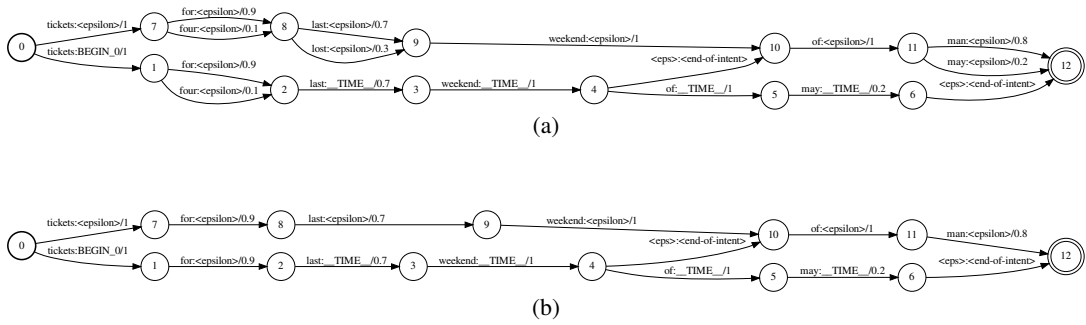 for:<epsilon>/0.9
tickets:<epsilon>/1 7 four:<epsilon>/0.1 8 last:<epsilon>/0.7
lost:<epsilon>/0.3 9 weekend:<epsilon>/1 10 of:<epsilon>/1 11 man:<epsilon>/0.8
may:<epsilon>/0.2
0 tickets:BEGIN_0/1 1 for:<epsilon>/0.9
four:<epsilon>/0.1 2 last:__TIME__/0.7 3 weekend:__TIME__/1 4 <eps>:<end-of-intent>
of:__TIME__/1 5 may:__TIME__/0.2 6 <eps>:<end-of-intent> 12
(a)
0 tickets:<epsilon>/1 7 for:<epsilon>/0.9 8 last:<epsilon>/0.7 9 weekend:<epsilon>/1 10 of:<epsilon>/1 11 man:<epsilon>/0.8
tickets:BEGIN_0/1 1 for:<epsilon>/0.9 2 last:__TIME__/0.7 3 weekend:__TIME__/1 4 <eps>:<end-of-intent>
of:__TIME__/1 5 may:__TIME__/0.2 6 <eps>:<end-of-intent> 12
(b)